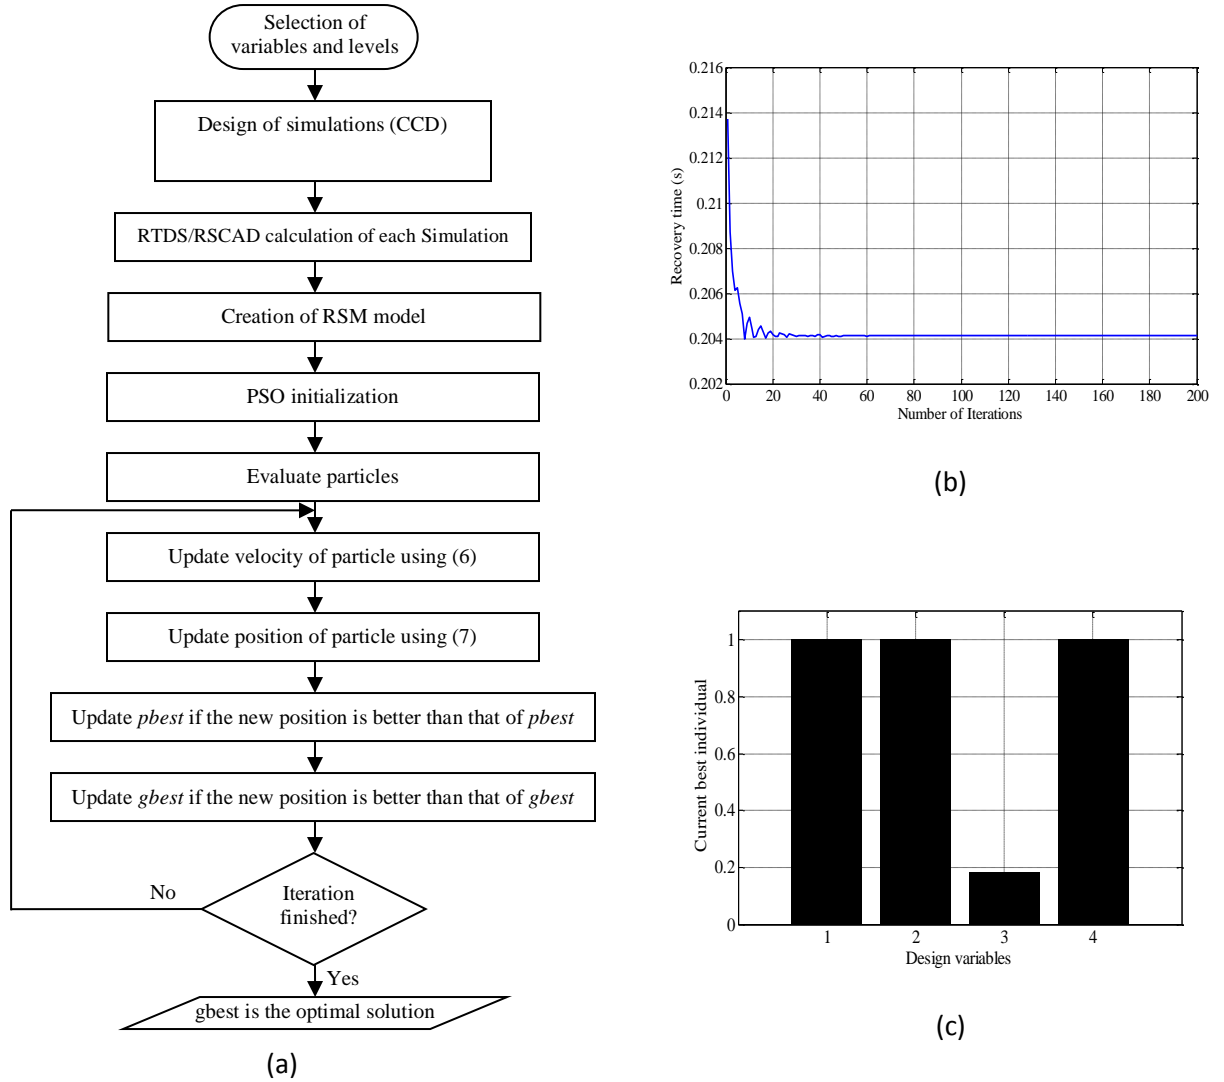 Selection of
variables and levels
Design of simulations (CCD)
RTDS/RSCAD calculation of each Simulation
Creation of RSM model
PSO initialization
Evaluate particles
Update velocity of particle using (6)
Update position of particle using (7)
Update pbest if the new position is better than that of pbest
Update gbest if the new position is better than that of gbest
Iteration
finished?
No
Yes
gbest is the optimal solution
(a)
0.216
0.214
0.212
0.21
0.208
0.206
0.204
0.202
Recovery time (s)
0 20 40 60 80 100 120 140 160 180 200
Number of Iterations
(b)
1
0.8
0.6
0.4
0.2
0
Current best individual
1 2 3 4
Design variables
(c)